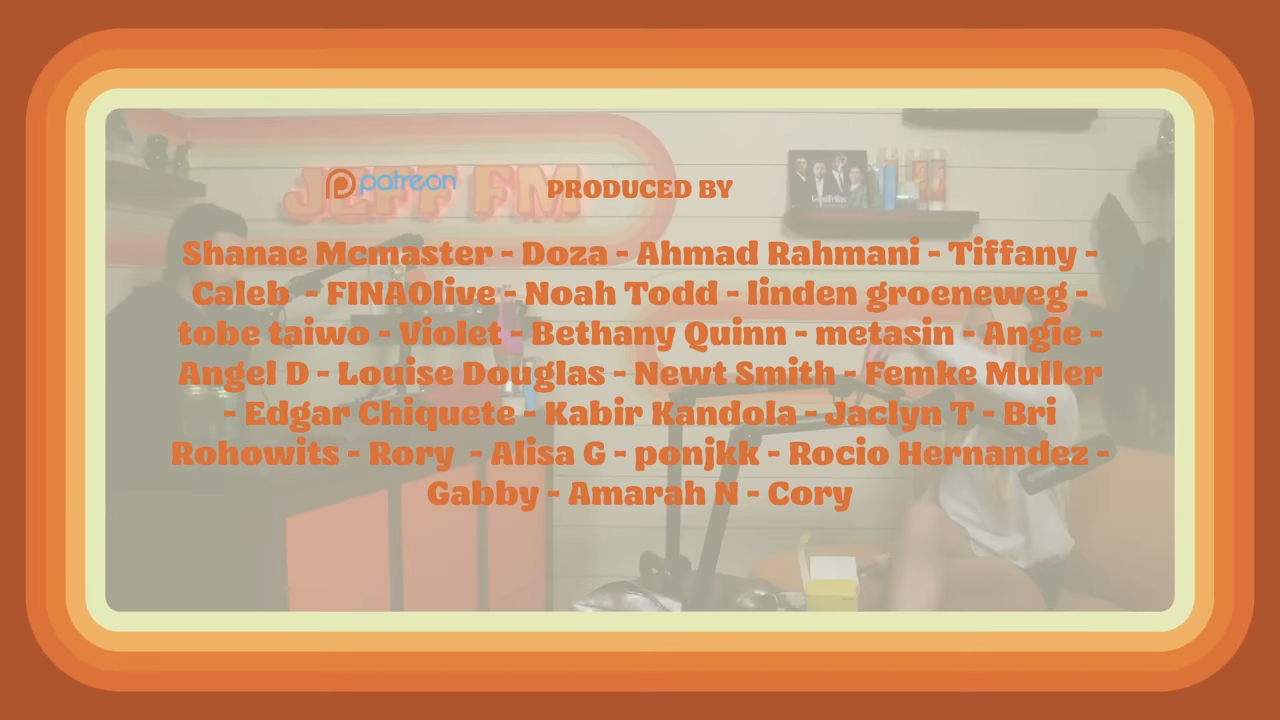 JEFF FM
patreon
PRODUCED BY
Shanae Mcmaster - Doza - Ahmad Rahmani - Tiffany -
Caleb - FINAOlive - Noah Todd - linden groeneweg -
tobe taiwo - Violet - Bethany Quinn - metasin - Angie -
Angel D - Louise Douglas - Newt Smith - Femke Muller
- Edgar Chiquete - Kabir Kandola - Jaclyn T - Bri
Rohowits - Rory - Alisa G - ponjkk - Rocio Hernandez -
Gabby - Amarah N - Cory